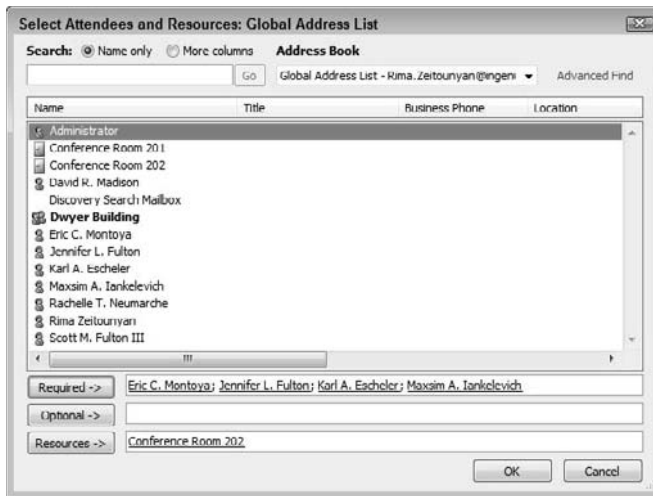 Select Attendees and Resources: Global Address List
Search: Name only More columns Address Book
Go Global Address List - Rima.Zeitounyan@ingeni Advanced Find
Name Title Business Phone Location
Administrator
Conference Room 201
Conference Room 202
David R. Madison
Discovery Search Mailbox
Dwyer Building
Eric C. Montoya
Jennifer L. Fulton
Karl A. Escheler
Maxsim A. Iankelevich
Rachelle T. Neumarche
Rima Zeitounyan
Scott M. Fulton III
Required -> Eric C. Montoya; Jennifer L. Fulton; Karl A. Escheler; Maxsim A. Iankelevich
Optional ->
Resources -> Conference Room 202
OK Cancel